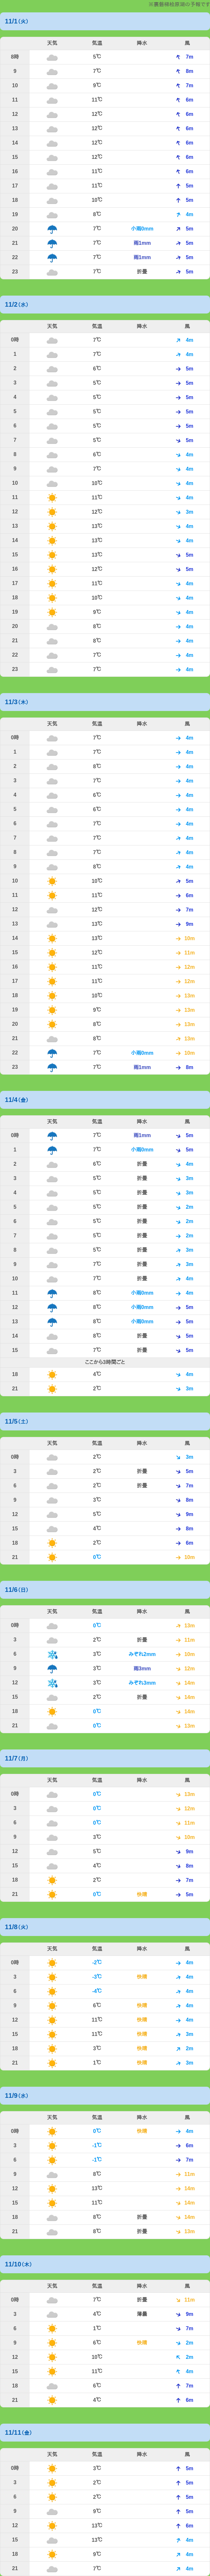 11/1(火)
天気 気温 降水 風
8時 5℃ 7m
9 7℃ 8m
10 9℃ 7m
11 11℃ 6m
12 12℃ 6m
13 12℃ 6m
14 12℃ 6m
15 12℃ 6m
16 11℃ 6m
17 11℃ 5m
18 10℃ 5m
19 8℃ 4m
20 7℃ 小雨0mm 5m
21 7℃ 雨1mm 5m
22 7℃ 雨1mm 5m
23 7℃ 折畳 5m
11/2(水)
天気 気温 降水 風
0時 7℃ 4m
1 7℃ 4m
2 6℃ 5m
3 5℃ 5m
4 5℃ 5m
5 5℃ 5m
6 5℃ 5m
7 5℃ 5m
8 6℃ 4m
9 7℃ 4m
10 10℃ 4m
11 11℃ 4m
12 12℃ 3m
13 13℃ 4m
14 13℃ 4m
15 13℃ 5m
16 12℃ 5m
17 11℃ 4m
18 10℃ 4m
19 9℃ 4m
20 8℃ 4m
21 8℃ 4m
22 7℃ 4m
23 7℃ 4m
11/3(木)
天気 気温 降水 風
0時 7℃ 4m
1 7℃ 4m
2 8℃ 4m
3 7℃ 4m
4 6℃ 4m
5 6℃ 4m
6 7℃ 4m
7 7℃ 4m
8 7℃ 4m
9 8℃ 4m
10 10℃ 5m
11 11℃ 6m
12 12℃ 7m
13 13℃ 9m
14 13℃ 10m
15 12℃ 11m
16 11℃ 12m
17 11℃ 12m
18 10℃ 13m
19 9℃ 13m
20 8℃ 13m
21 8℃ 13m
22 7℃ 小雨0mm 10m
23 7℃ 雨1mm 8m
11/4(金)
天気 気温 降水 風
0時 7℃ 雨1mm 5m
1 7℃ 小雨0mm 5m
2 6℃ 折畳 4m
3 5℃ 折畳 3m
4 5℃ 折畳 3m
5 5℃ 折畳 2m
6 5℃ 折畳 2m
7 5℃ 折畳 2m
8 5℃ 折畳 3m
9 7℃ 折畳 3m
10 7℃ 折畳 4m
11 8℃ 小雨0mm 4m
12 8℃ 小雨0mm 5m
13 8℃ 小雨0mm 5m
14 8℃ 折畳 5m
15 7℃ 折畳 5m
ここから3時間ごと
18 4℃ 4m
21 2℃ 3m
11/5(土)
天気 気温 降水 風
0時 2℃ 3m
3 2℃ 折畳 5m
6 2℃ 折畳 7m
9 3℃ 8m
12 5℃ 9m
15 4℃ 8m
18 2℃ 6m
21 0℃ 10m
11/6(日)
天気 気温 降水 風
0時 0℃ 13m
3 2℃ 折畳 11m
6 3℃ みぞれ2mm 10m
9 3℃ 雨3mm 12m
12 3℃ みぞれ3mm 14m
15 2℃ 折畳 14m
18 0℃ 14m
21 0℃ 13m
11/7(月)
天気 気温 降水 風
0時 0℃ 13m
3 0℃ 12m
6 0℃ 11m
9 3℃ 10m
12 5℃ 9m
15 4℃ 8m
18 2℃ 7m
21 0℃ 快晴 5m
11/8(火)
天気 気温 降水 風
0時 -2℃ 4m
3 -3℃ 快晴 4m
6 -4℃ 4m
9 6℃ 快晴 4m
12 11℃ 4m
15 11℃ 3m
18 3℃ 2m
21 1℃ 快晴 3m
11/9(水)
天気 気温 降水 風
0時 0℃ 快晴 4m
3 -1℃ 6m
6 -1℃ 7m
9 8℃ 11m
12 13℃ 14m
15 11℃ 14m
18 8℃ 折畳 14m
21 8℃ 折畳 13m
11/10(木)
天気 気温 降水 風
0時 7℃ 折畳 11m
3 4℃ 薄曇 9m
6 1℃ 7m
9 6℃ 快晴 2m
12 10℃ 2m
15 11℃ 4m
18 6℃ 7m
21 4℃ 6m
11/11(金)
天気 気温 降水 風
0時 3℃ 5m
3 2℃ 5m
6 2℃ 5m
9 9℃ 5m
12 13℃ 6m
15 13℃ 4m
18 9℃ 4m
21 7℃ 4m